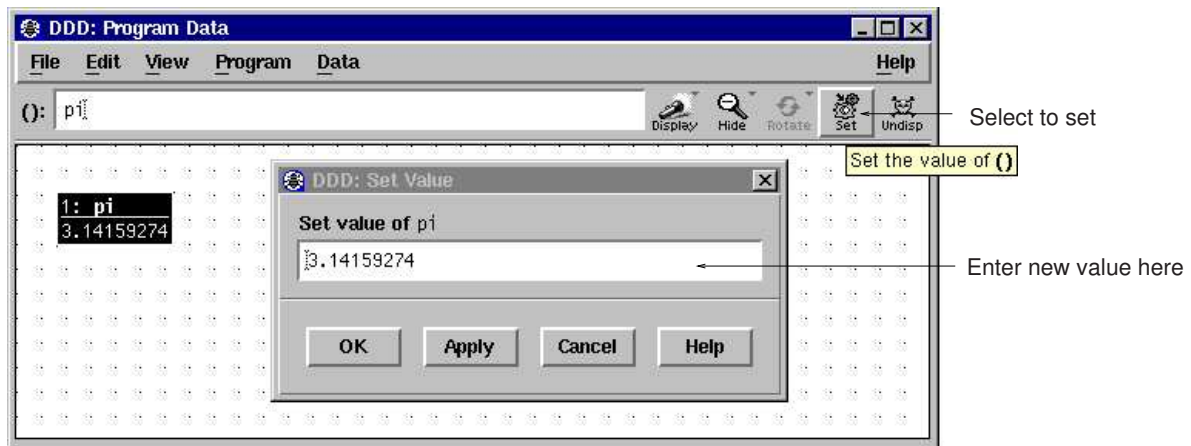 DDD: Program Data
File Edit View Program Data Help
(): pi
Display Hide Rotate Set Undisp
Select to set
Set the value of ()
DDD: Set Value
1: pi
3.14159274
Set value of pi
3.14159274
Enter new value here
OK Apply Cancel Help